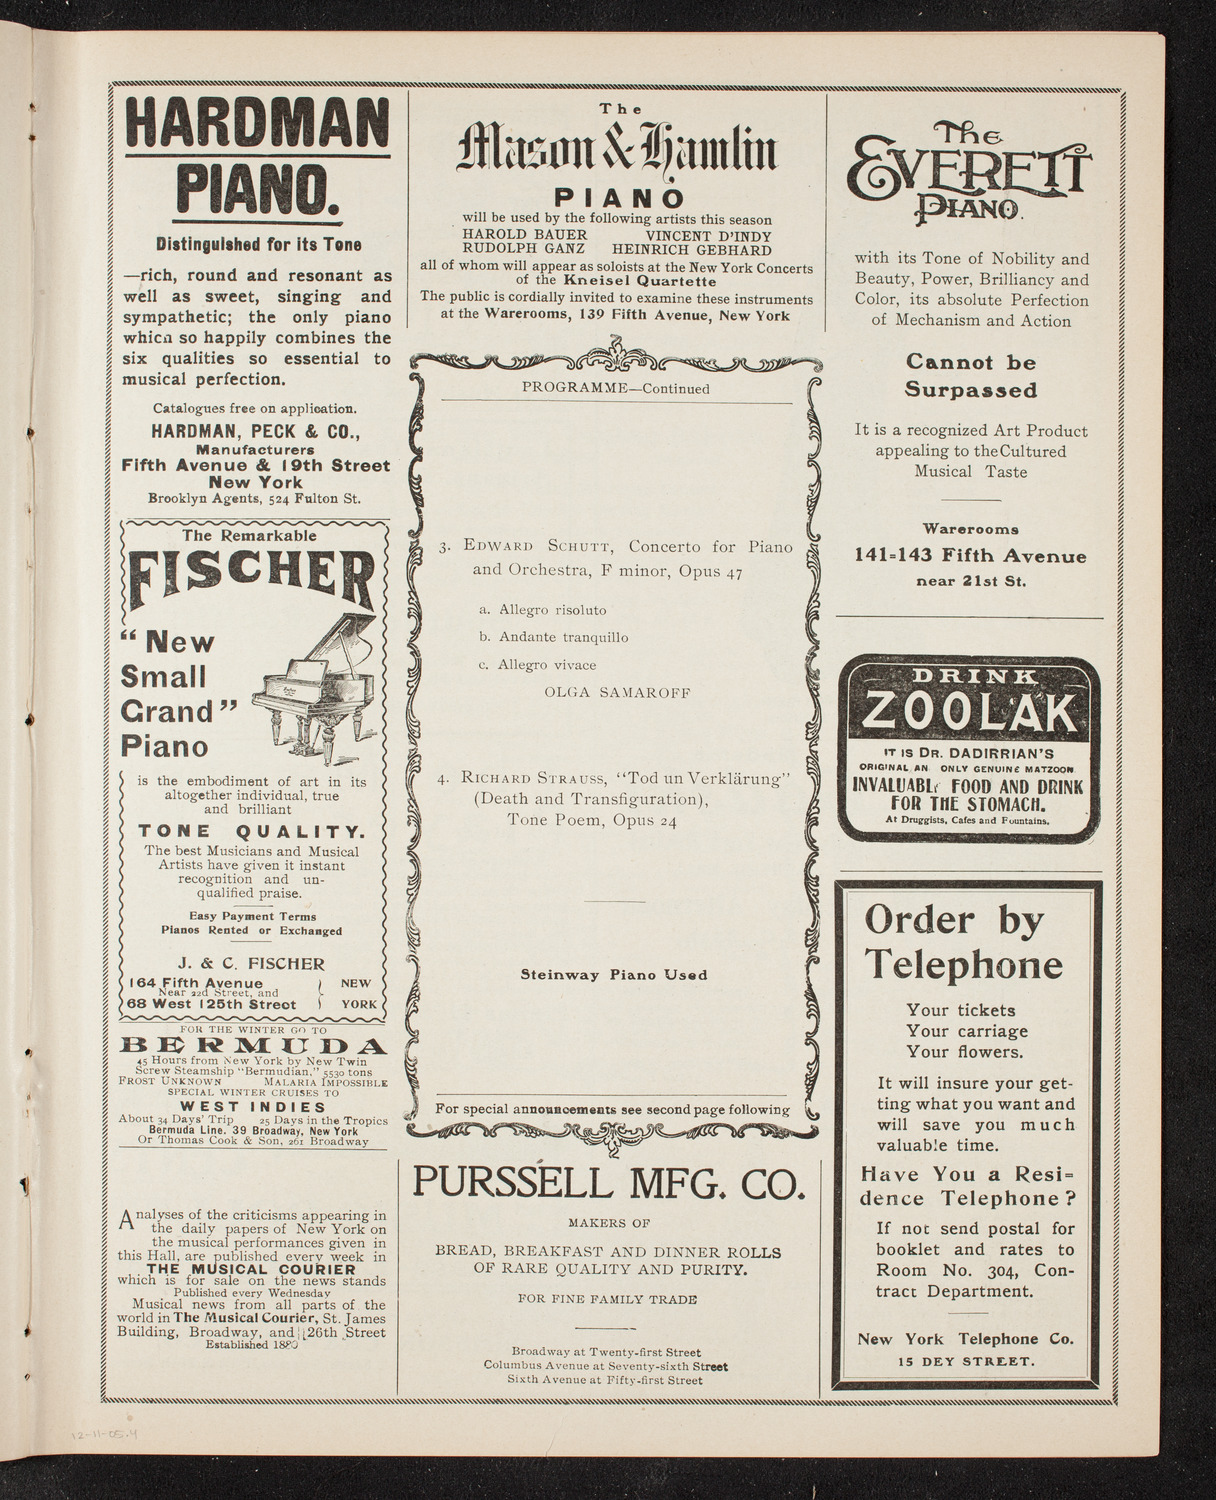 HARDMAN
PIANO.
Distinguished for its Tone
—rich, round and resonant as
well as sweet, singing and
sympathetic; the only piano
which so happily combines the
six qualities so essential to
musical perfection.
Catalogues free on application.
HARDMAN, PECK & CO.,
Manufacturers
Fifth Avenue & 19th Street
New York
Brooklyn Agents, 524 Fulton St.
The Remarkable
FISCHER
"New
Small
Grand"
Piano
is the embodiment of art in its
altogether individual, true
and brilliant
TONE QUALITY.
The best Musicians and Musical
Artists have given it instant
recognition and un-
qualified praise.
Easy Payment Terms
Pianos Rented or Exchanged
J. & C. FISCHER
164 Fifth Avenue
Near 22d Street, and
68 West 125th Street
NEW
YORK
FOR THE WINTER GO TO
BERMUDA
45 Hours from New York by New Twin
Screw Steamship "Bermudian," 5530 tons
FROST UNKNOWN MALARIA IMPOSSIBLE
SPECIAL WINTER CRUISES TO
WEST INDIES
About 34 Days' Trip 25 Days in the Tropics
Bermuda Line. 39 Broadway, New York
Or Thomas Cook & Son, 261 Broadway
Analyses of the criticisms appearing in
the daily papers of New York on
the musical performances given in
this Hall, are published every week in
THE MUSICAL COURIER
which is for sale on the news stands
Published every Wednesday
Musical news from all parts of the
world in The Musical Courier, St. James
Building, Broadway, and 26th Street
Established 1880
The
Mason & Hamlin
PIANO
will be used by the following artists this season
HAROLD BAUER VINCENT D'INDY
RUDOLPH GANZ HEINRICH GEBHARD
all of whom will appear as soloists at the New York Concerts
of the Kneisel Quartette
The public is cordially invited to examine these instruments
at the Warerooms, 139 Fifth Avenue, New York
PROGRAMME—Continued
3. EDWARD SCHUTT, Concerto for Piano
and Orchestra, F minor, Opus 47
a. Allegro risoluto
b. Andante tranquillo
c. Allegro vivace
OLGA SAMAROFF
4. RICHARD STRAUSS, "Tod un Verklärung"
(Death and Transfiguration),
Tone Poem, Opus 24
Steinway Piano Used
For special announcements see second page following
PURSSELL MFG. CO.
MAKERS OF
BREAD, BREAKFAST AND DINNER ROLLS
OF RARE QUALITY AND PURITY.
FOR FINE FAMILY TRADE
Broadway at Twenty-first Street
Columbus Avenue at Seventy-sixth Street
Sixth Avenue at Fifty-first Street
The
EVERETT
PIANO.
with its Tone of Nobility and
Beauty, Power, Brilliancy and
Color, its absolute Perfection
of Mechanism and Action
Cannot be
Surpassed
It is a recognized Art Product
appealing to the Cultured
Musical Taste
Warerooms
141-143 Fifth Avenue
near 21st St.
DRINK
ZOOLAK
IT IS DR. DADIRRIAN'S
ORIGINAL AN ONLY GENUINE MATZOON
INVALUABLE FOOD AND DRINK
FOR THE STOMACH.
At Druggists, Cafes and Fountains.
Order by
Telephone
Your tickets
Your carriage
Your flowers.
It will insure your get-
ting what you want and
will save you much
valuable time.
Have You a Resi-
dence Telephone?
If not send postal for
booklet and rates to
Room No. 304, Con-
tract Department.
New York Telephone Co.
15 DEY STREET.
12-11-05.4